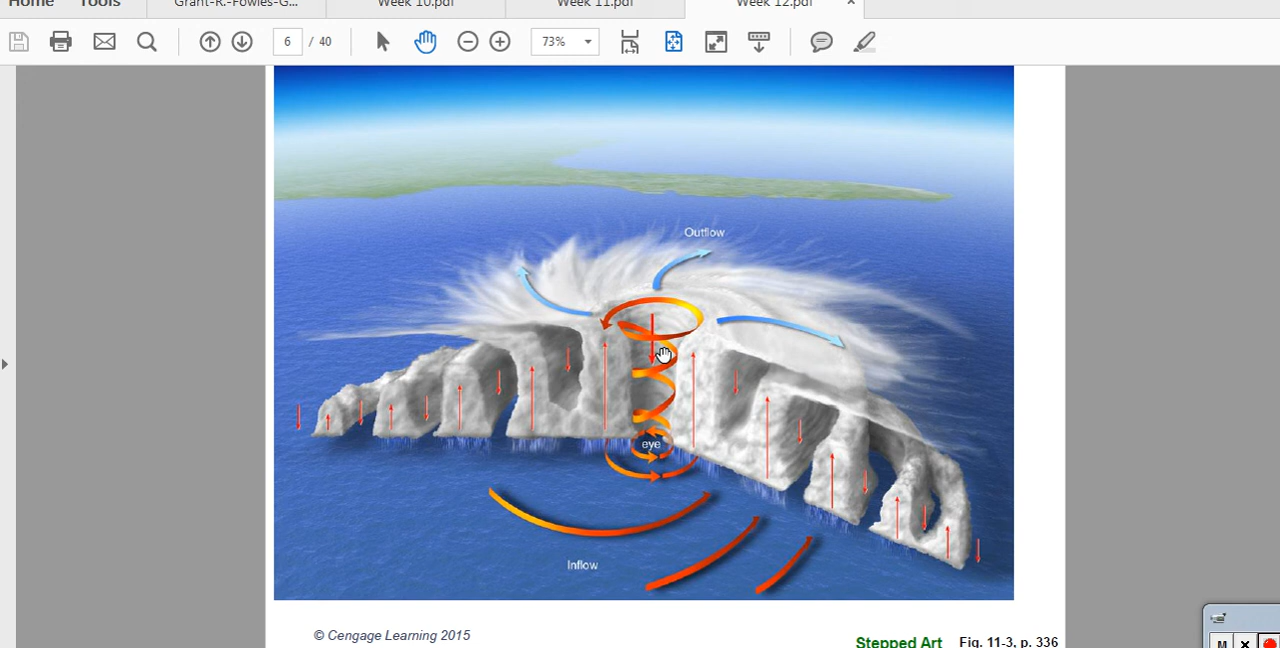 Home Tools Grant-R.-Fowles-G... Week 10.pdf Week 11.pdf Week 12.pdf ×
6 / 40 73%
Outflow
eye
Inflow
© Cengage Learning 2015
Stepped Art Fig. 11-3, p. 336
M